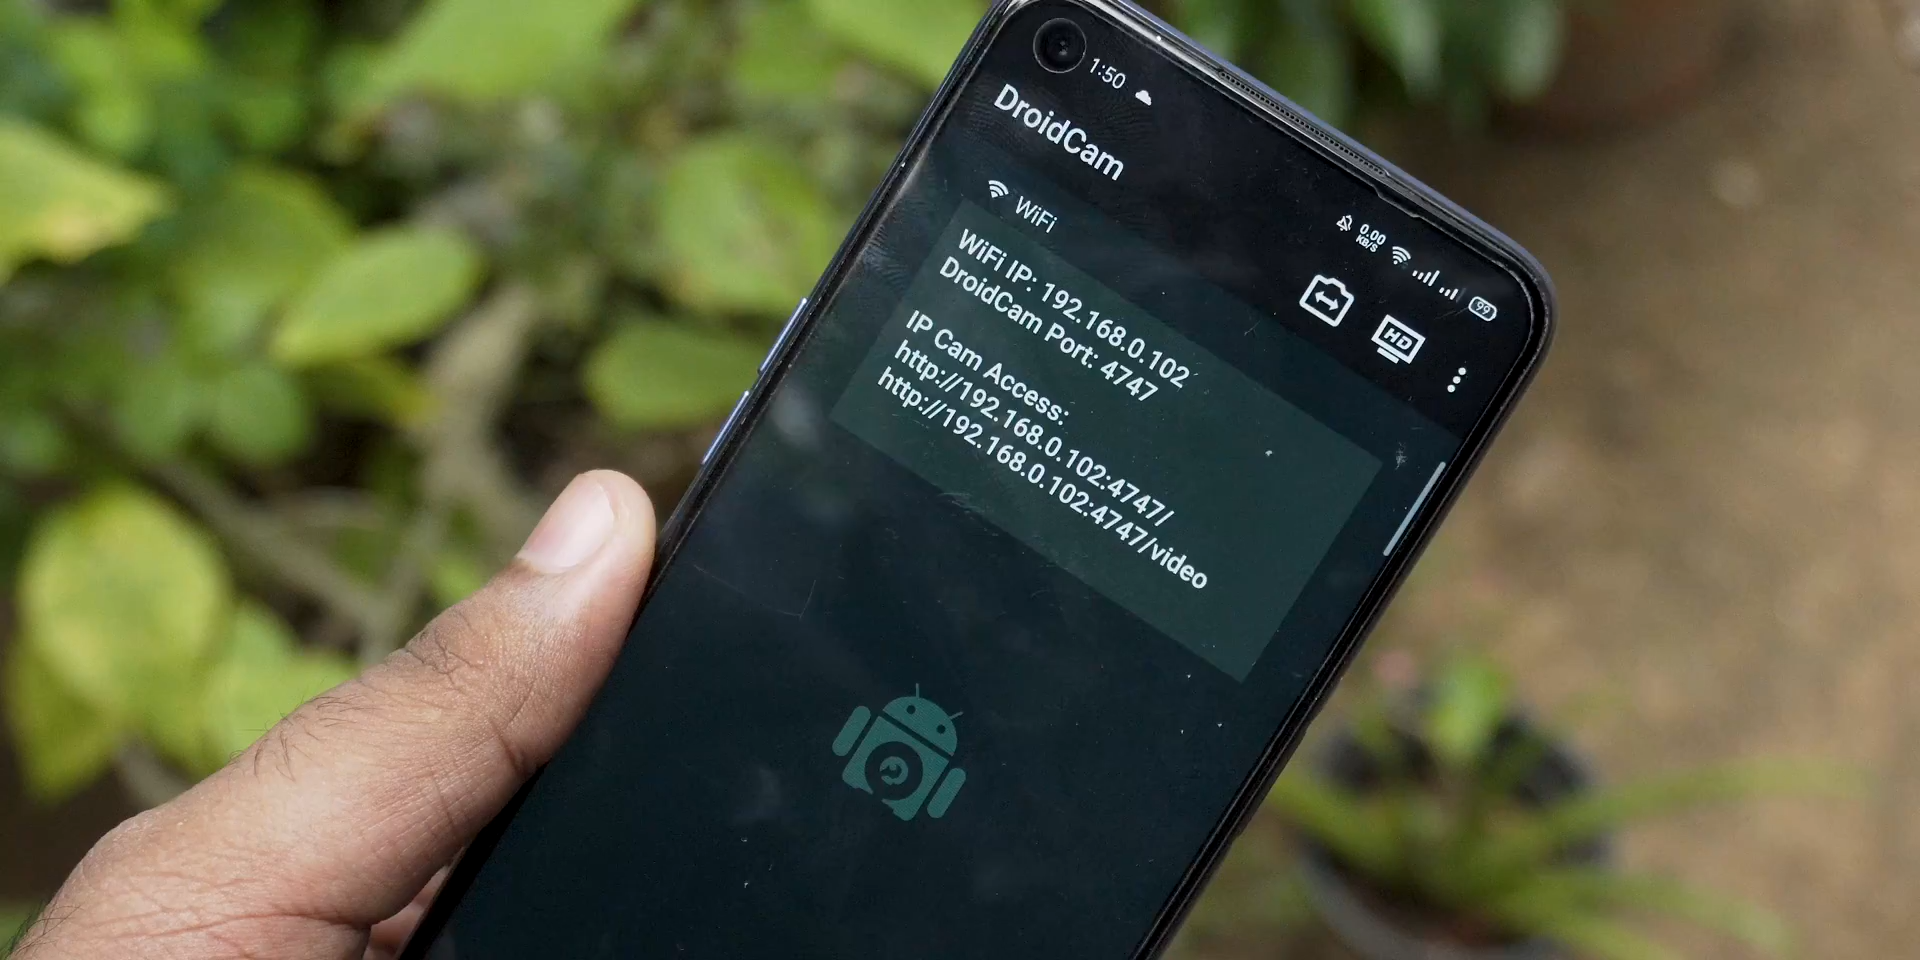 1:50
0.00
KB/S
99
DroidCam
HD
WiFi
WiFi IP: 192.168.0.102
DroidCam Port: 4747
IP Cam Access:
http://192.168.0.102:4747/
http://192.168.0.102:4747/video